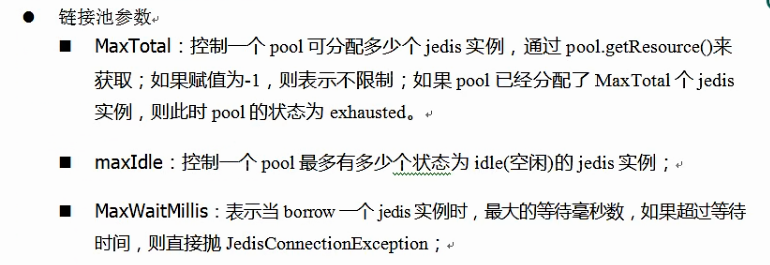 ● 链接池参数
■ MaxTotal：控制一个 pool 可分配多少个 jedis 实例，通过 pool.getResource()来
获取；如果赋值为-1，则表示不限制；如果 pool 已经分配了 MaxTotal 个 jedis
实例，则此时 pool 的状态为 exhausted。
■ maxIdle：控制一个 pool 最多有多少个状态为 idle(空闲)的 jedis 实例；
■ MaxWaitMillis：表示当 borrow 一个 jedis 实例时，最大的等待毫秒数，如果超过等待
时间，则直接抛 JedisConnectionException；